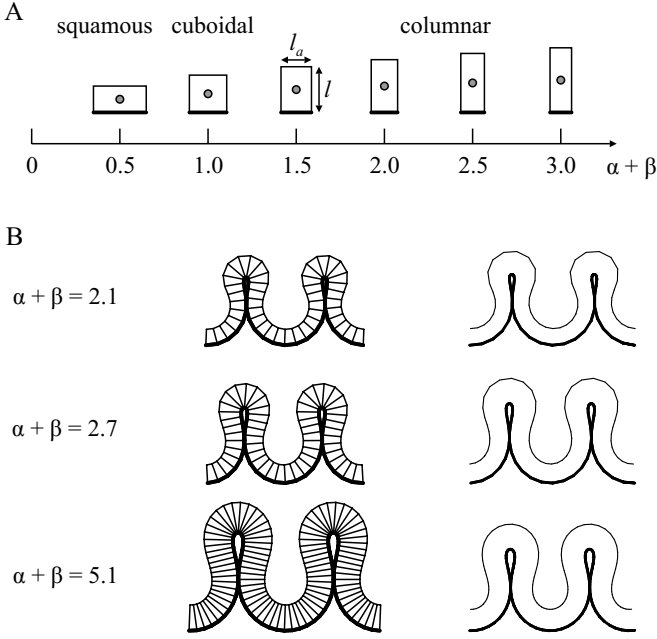 A
squamous cuboidal columnar
lₐ
l
0 0.5 1.0 1.5 2.0 2.5 3.0 α + β
B
α + β = 2.1
α + β = 2.7
α + β = 5.1